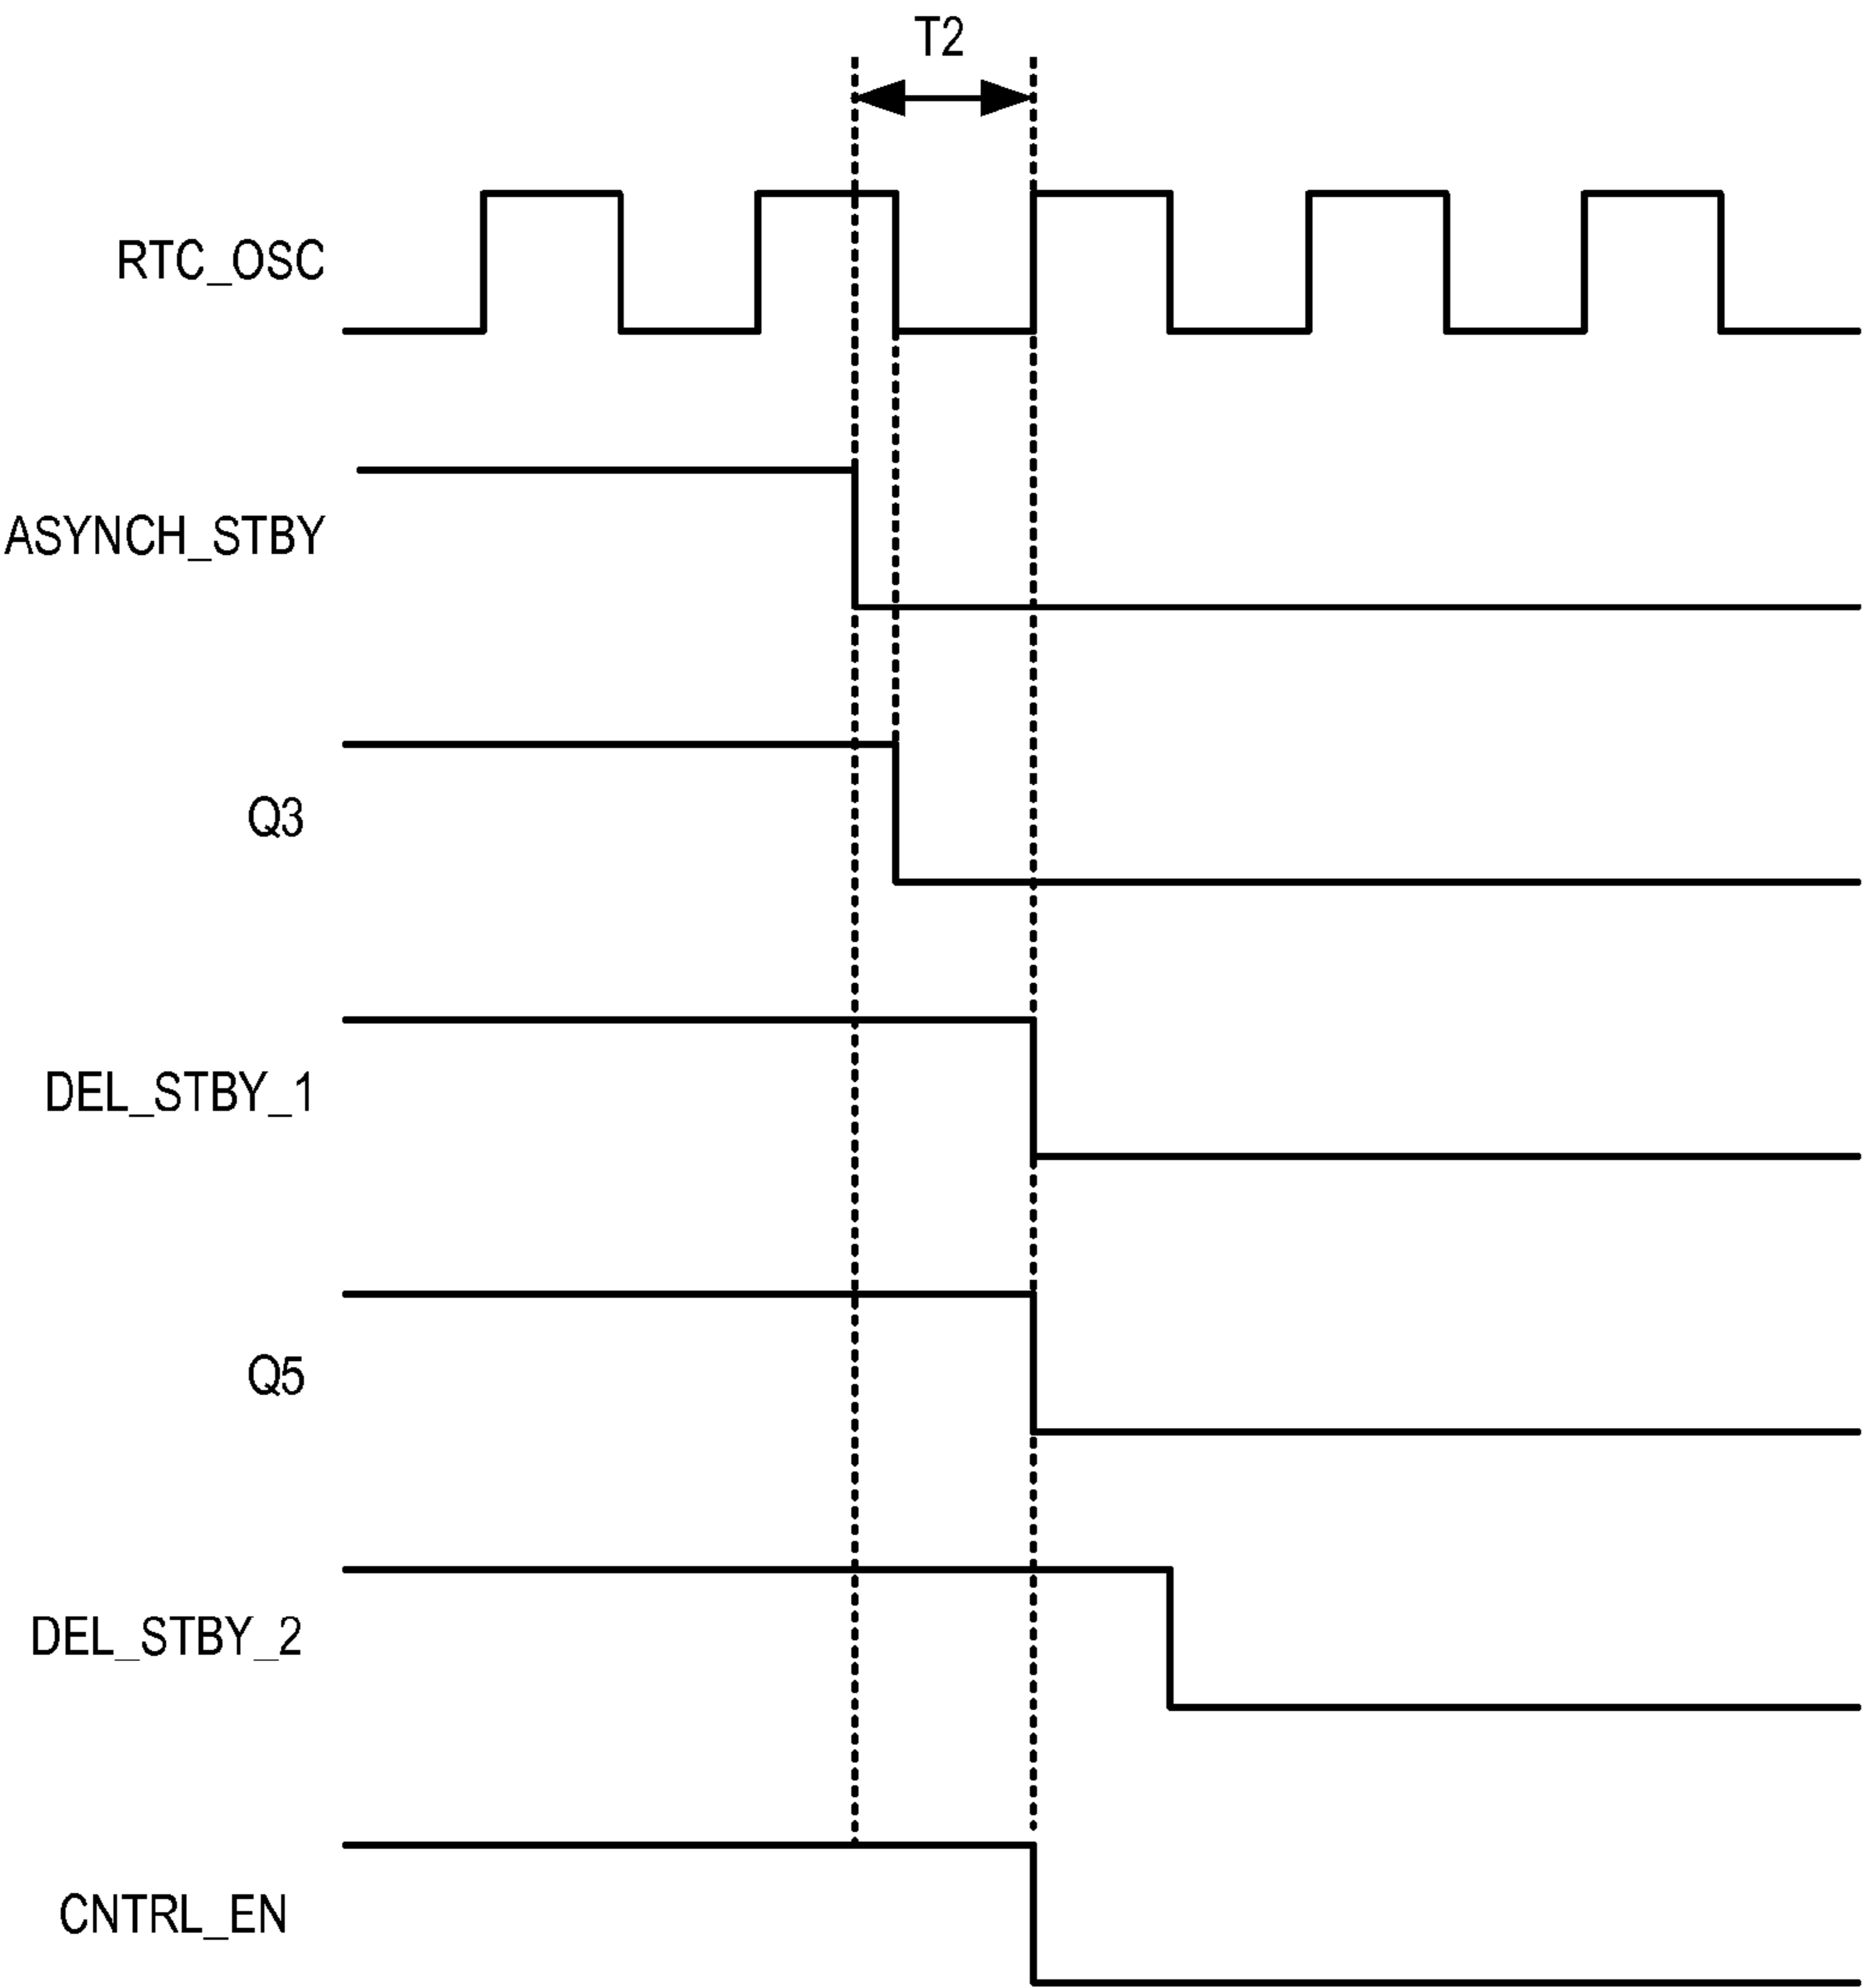 T2
RTC_OSC
ASYNCH_STBY
Q3
DEL_STBY_1
Q5
DEL_STBY_2
CNTRL_EN